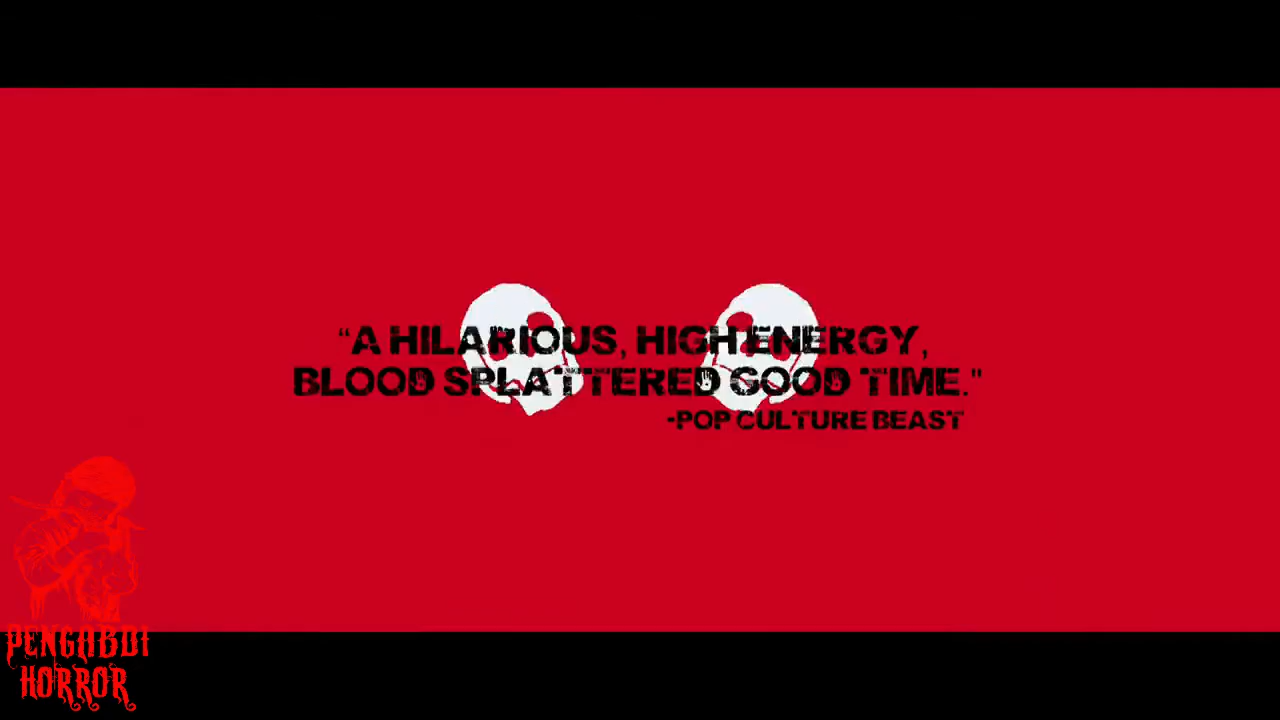 “A HILARIOUS, HIGH ENERGY,
BLOOD SPLATTERED GOOD TIME."
-POP CULTURE BEAST
PENGABDI
HORROR